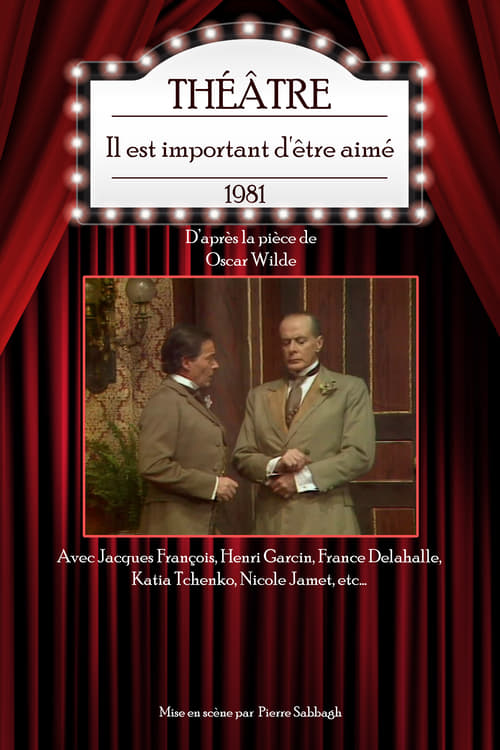 THÉÂTRE
Il est important d'être aimé
1981
D'après la pièce de
Oscar Wilde
Avec Jacques François, Henri Garcin, France Delahalle,
Katia Tchenko, Nicole Jamet, etc...
Mise en scène par Pierre Sabbagh